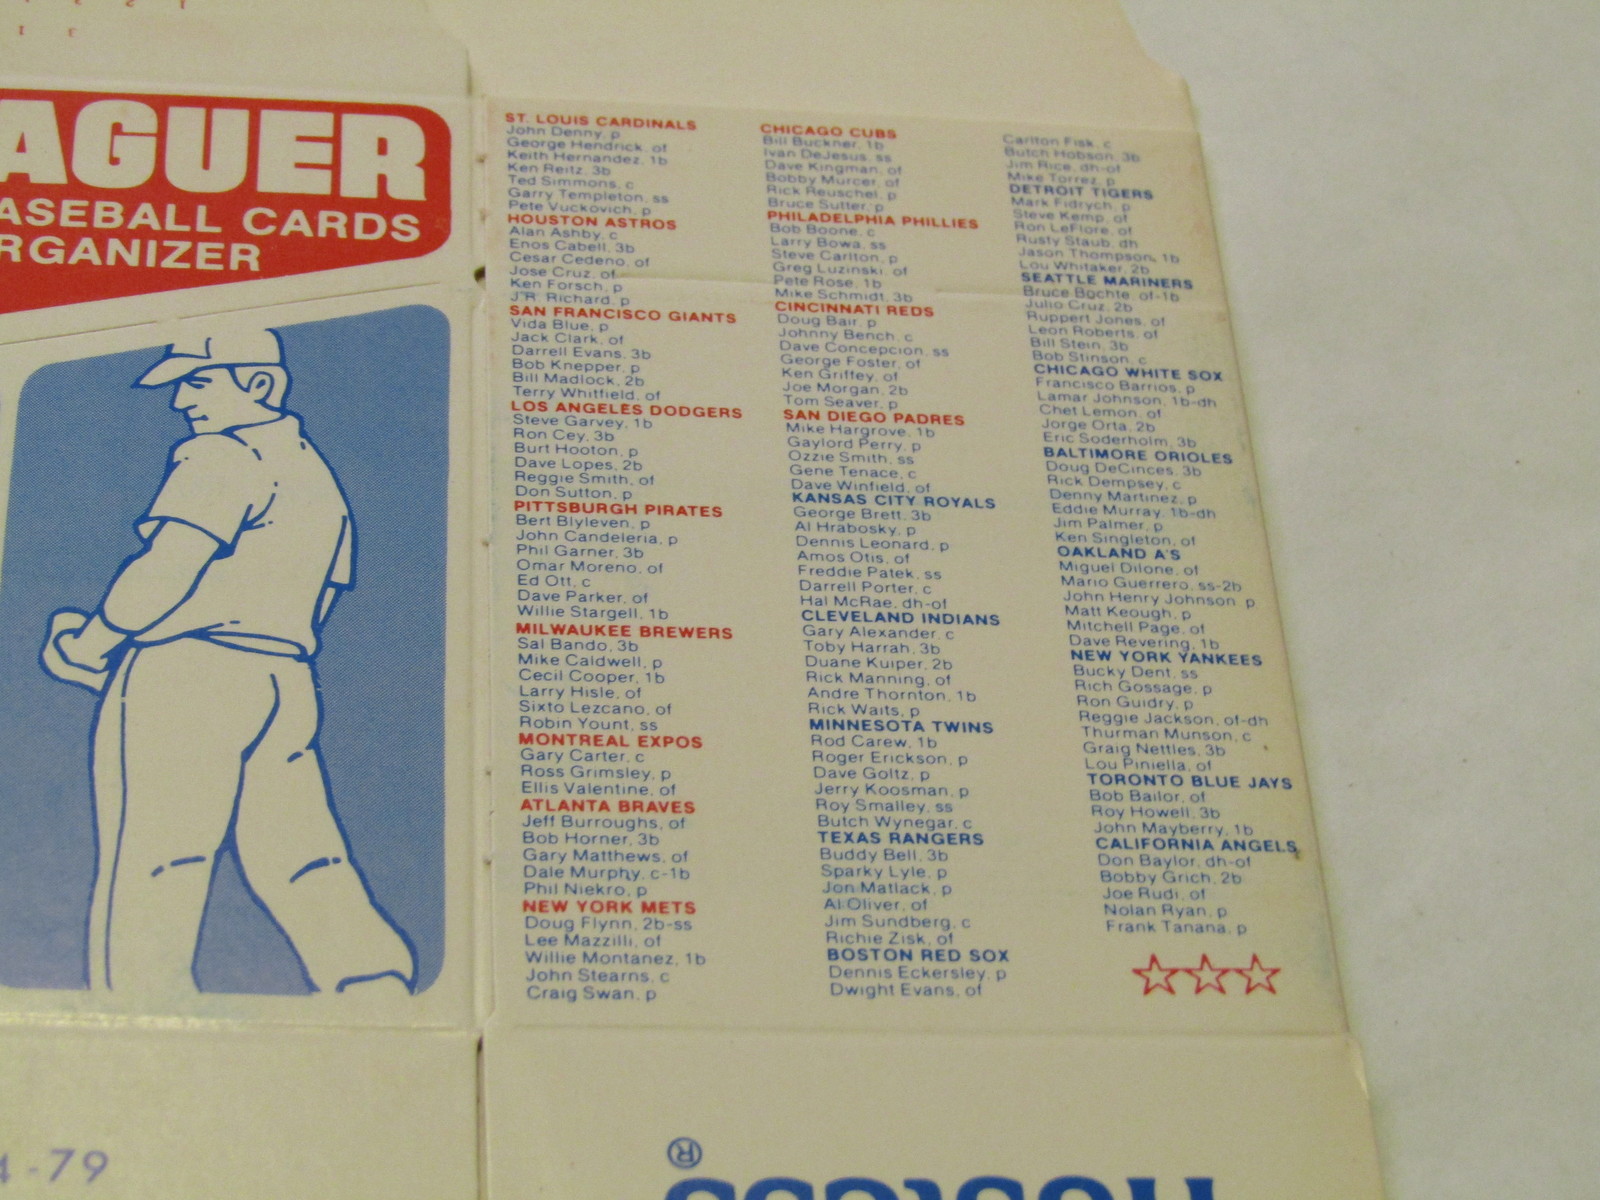 AGUER
ASEBALL CARDS
RGANIZER
ST. LOUIS CARDINALS
John Denny, p
George Hendrick, of
Keith Hernandez, 1b
Ken Reitz, 3b
Ted Simmons, c
Garry Templeton, ss
Pete Vuckovich, p
HOUSTON ASTROS
Alan Ashby, c
Enos Cabell, 3b
Cesar Cedeno, of
Jose Cruz, of
Ken Forsch, p
J.R. Richard, p
SAN FRANCISCO GIANTS
Vida Blue, p
Jack Clark, of
Darrell Evans, 3b
Bob Knepper, p
Bill Madlock, 2b
Terry Whitfield, of
LOS ANGELES DODGERS
Steve Garvey, 1b
Ron Cey, 3b
Burt Hooton, p
Dave Lopes, 2b
Reggie Smith, of
Don Sutton, p
PITTSBURGH PIRATES
Bert Blyleven, p
John Candeleria, p
Phil Garner, 3b
Omar Moreno, of
Ed Ott, c
Dave Parker, of
Willie Stargell, 1b
MILWAUKEE BREWERS
Sal Bando, 3b
Mike Caldwell, p
Cecil Cooper, 1b
Larry Hisle, of
Sixto Lezcano, of
Robin Yount, ss
MONTREAL EXPOS
Gary Carter, c
Ross Grimsley, p
Ellis Valentine, of
ATLANTA BRAVES
Jeff Burroughs, of
Bob Horner, 3b
Gary Matthews, of
Dale Murphy, c-1b
Phil Niekro, p
NEW YORK METS
Doug Flynn, 2b-ss
Lee Mazzilli, of
Willie Montanez, 1b
John Stearns, c
Craig Swan, p
CHICAGO CUBS
Bill Buckner, 1b
Ivan DeJesus, ss
Dave Kingman, of
Bobby Murcer, of
Rick Reuschel, p
Bruce Sutter, p
PHILADELPHIA PHILLIES
Bob Boone, c
Larry Bowa, ss
Steve Carlton, p
Greg Luzinski, of
Pete Rose, 1b
Mike Schmidt, 3b
CINCINNATI REDS
Doug Bair, p
Johnny Bench, c
Dave Concepcion, ss
George Foster, of
Ken Griffey, of
Joe Morgan, 2b
Tom Seaver, p
SAN DIEGO PADRES
Mike Hargrove, 1b
Gaylord Perry, p
Ozzie Smith, ss
Gene Tenace, c
Dave Winfield, of
KANSAS CITY ROYALS
George Brett, 3b
Al Hrabosky, p
Dennis Leonard, p
Amos Otis, of
Freddie Patek, ss
Darrell Porter, c
Hal McRae, dh-of
CLEVELAND INDIANS
Gary Alexander, c
Toby Harrah, 3b
Duane Kuiper, 2b
Rick Manning, of
Andre Thornton, 1b
Rick Waits, p
MINNESOTA TWINS
Rod Carew, 1b
Roger Erickson, p
Dave Goltz, p
Jerry Koosman, p
Roy Smalley, ss
Butch Wynegar, c
TEXAS RANGERS
Buddy Bell, 3b
Sparky Lyle, p
Jon Matlack, p
Al Oliver, of
Jim Sundberg, c
Richie Zisk, of
BOSTON RED SOX
Dennis Eckersley, p
Dwight Evans, of
Carlton Fisk, c
Butch Hobson, 3b
Jim Rice, dh-of
Mike Torrez, p
DETROIT TIGERS
Mark Fidrych, p
Steve Kemp, of
Ron LeFlore, of
Rusty Staub, dh
Jason Thompson, 1b
Lou Whitaker, 2b
SEATTLE MARINERS
Bruce Bochte, of-1b
Julio Cruz, 2b
Ruppert Jones, of
Leon Roberts, of
Bill Stein, 3b
Bob Stinson, c
CHICAGO WHITE SOX
Francisco Barrios, p
Lamar Johnson, 1b-dh
Chet Lemon, of
Jorge Orta, 2b
Eric Soderholm, 3b
BALTIMORE ORIOLES
Doug DeCinces, 3b
Rick Dempsey, c
Denny Martinez, p
Eddie Murray, 1b-dh
Jim Palmer, p
Ken Singleton, of
OAKLAND A'S
Miguel Dilone, of
Mario Guerrero, ss-2b
John Henry Johnson, p
Matt Keough, p
Mitchell Page, of
Dave Revering, 1b
NEW YORK YANKEES
Bucky Dent, ss
Rich Gossage, p
Ron Guidry, p
Reggie Jackson, of-dh
Thurman Munson, c
Graig Nettles, 3b
Lou Piniella, of
TORONTO BLUE JAYS
Bob Bailor, of
Roy Howell, 3b
John Mayberry, 1b
CALIFORNIA ANGELS
Don Baylor, dh-of
Bobby Grich, 2b
Joe Rudi, of
Nolan Ryan, p
Frank Tanana, p
4-79
Hostess ®